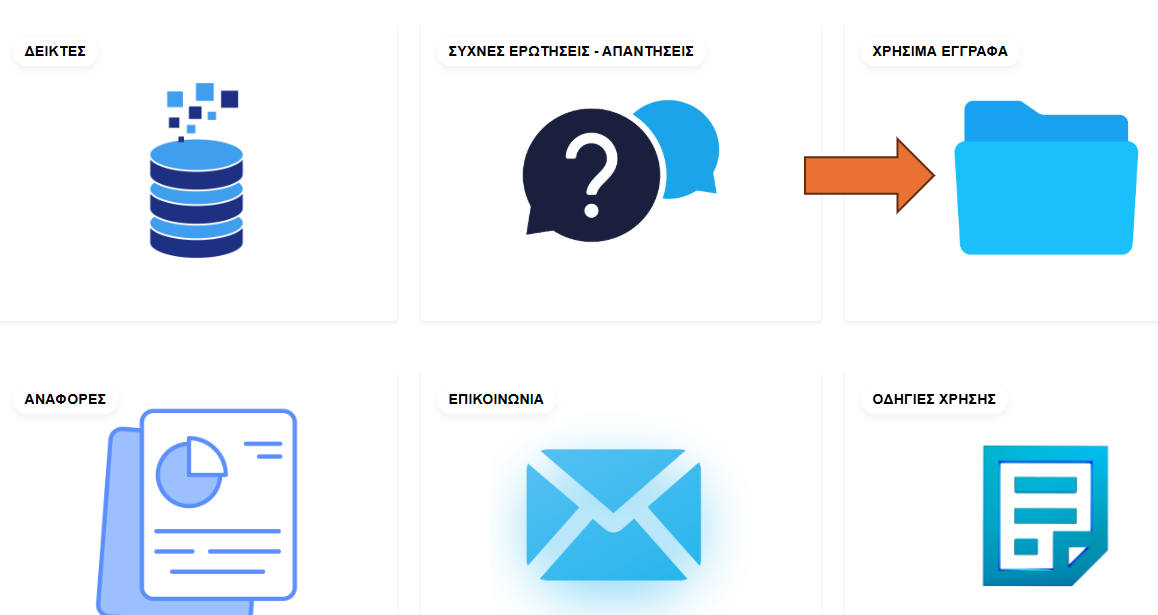 ΔΕΙΚΤΕΣ
ΣΥΧΝΕΣ ΕΡΩΤΗΣΕΙΣ - ΑΠΑΝΤΗΣΕΙΣ
ΧΡΗΣΙΜΑ ΕΓΓΡΑΦΑ
?
ΑΝΑΦΟΡΕΣ
ΕΠΙΚΟΙΝΩΝΙΑ
ΟΔΗΓΙΕΣ ΧΡΗΣΗΣ